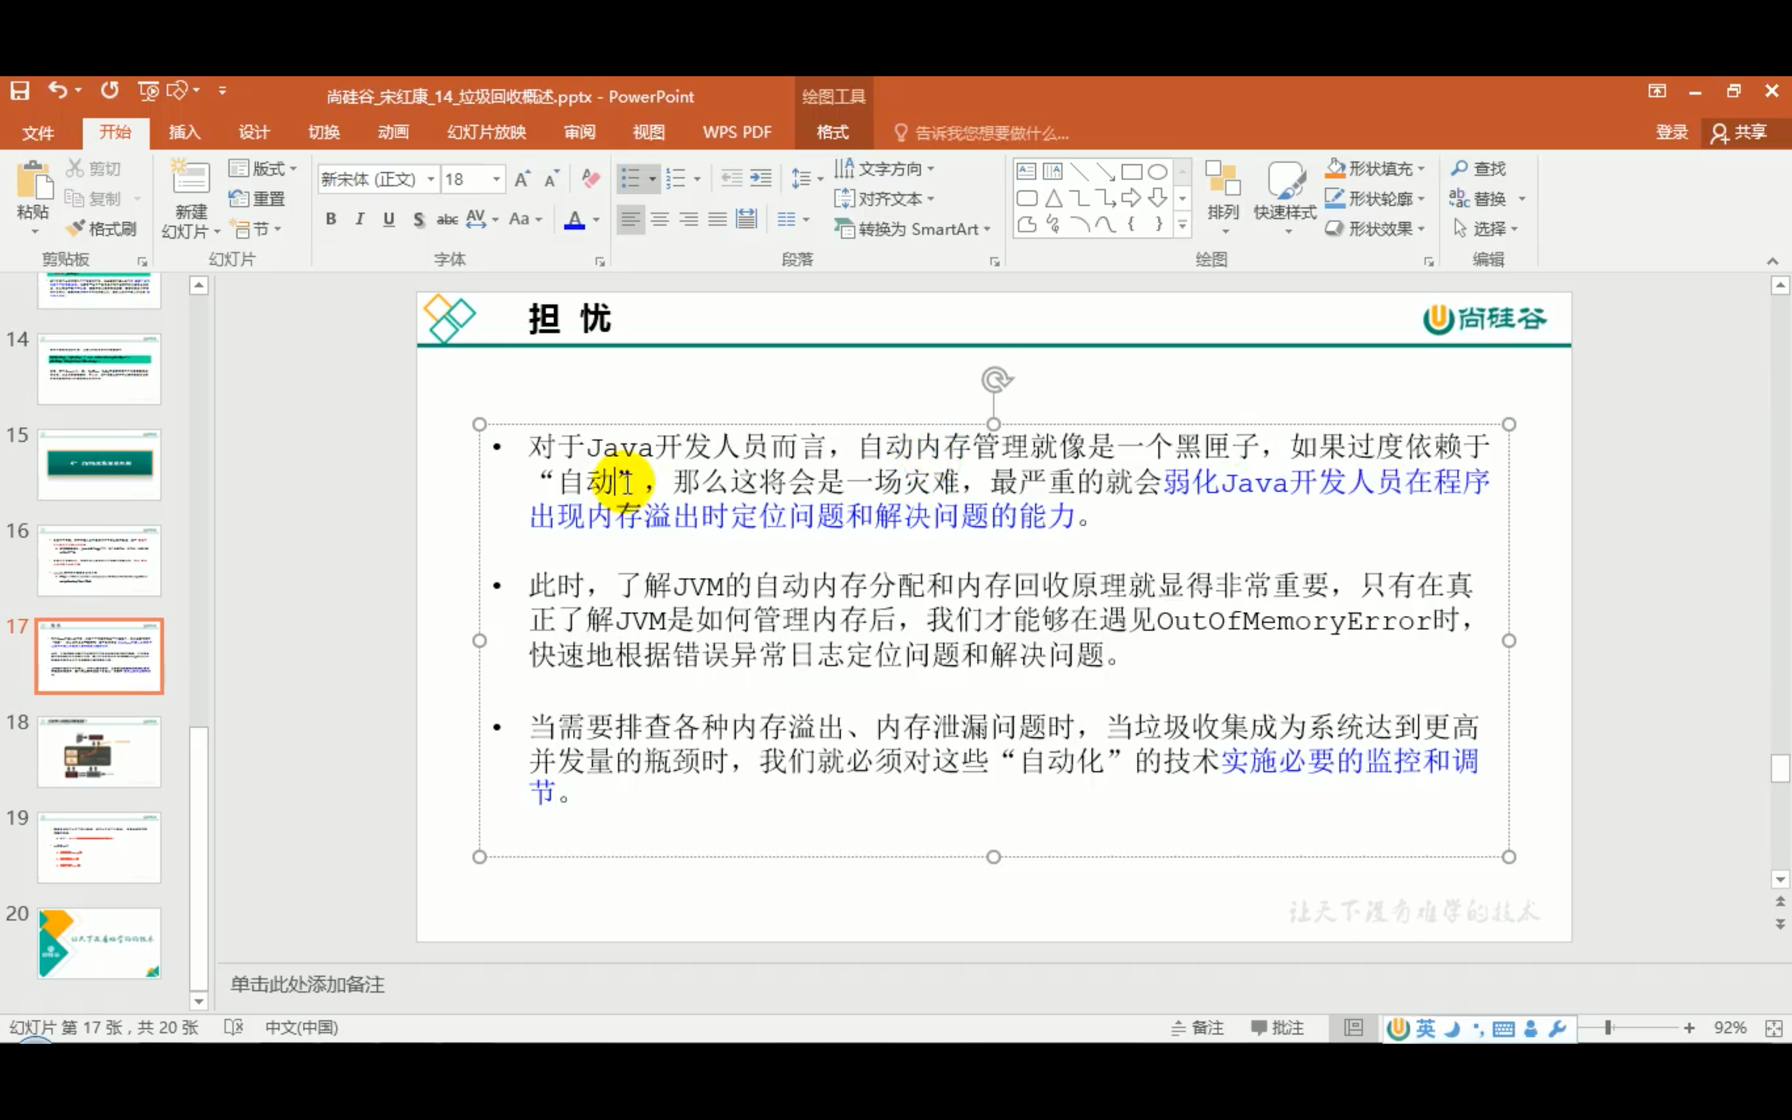 尚硅谷_宋红康_14_垃圾回收概述.pptx - PowerPoint
绘图工具
文件 开始 插入 设计 切换 动画 幻灯片放映 审阅 视图 WPS PDF 格式 告诉我您想要做什么... 登录 共享
剪切
复制
格式刷
粘贴
剪贴板
新建
幻灯片
版式
重置
节
幻灯片
新宋体 (正文) 18
B I U S abc AV Aa A
字体
文字方向
对齐文本
转换为 SmartArt
段落
排列
快速样式
形状填充
形状轮廓
形状效果
绘图
查找
替换
选择
编辑
14
15
16
17
18
19
20
让天下没有难学的技术
担 忧
尚硅谷
• 对于Java开发人员而言，自动内存管理就像是一个黑匣子，如果过度依赖于
“自动”，那么这将会是一场灾难，最严重的就会弱化Java开发人员在程序
出现内存溢出时定位问题和解决问题的能力。
• 此时，了解JVM的自动内存分配和内存回收原理就显得非常重要，只有在真
正了解JVM是如何管理内存后，我们才能够在遇见OutOfMemoryError时，
快速地根据错误异常日志定位问题和解决问题。
• 当需要排查各种内存溢出、内存泄漏问题时，当垃圾收集成为系统达到更高
并发量的瓶颈时，我们就必须对这些“自动化”的技术实施必要的监控和调
节。
让天下没有难学的技术
单击此处添加备注
幻灯片 第 17 张，共 20 张 中文(中国) 备注 批注 英 92%